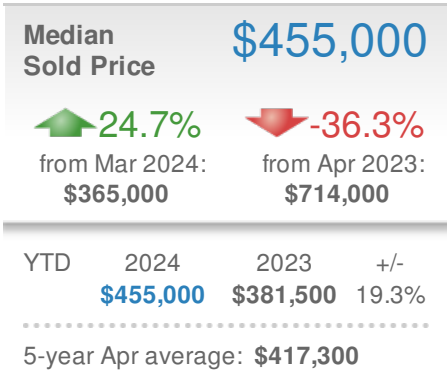 Median
Sold Price
$455,000
24.7%
from Mar 2024:
$365,000
-36.3%
from Apr 2023:
$714,000
YTD 2024 2023 +/-
$455,000 $381,500 19.3%
5-year Apr average: $417,300